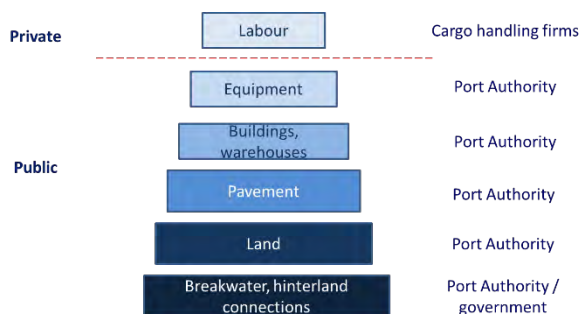 Private
Labour
Cargo handling firms
Equipment
Port Authority
Buildings,
warehouses
Port Authority
Public
Pavement
Port Authority
Land
Port Authority
Breakwater, hinterland
connections
Port Authority /
government